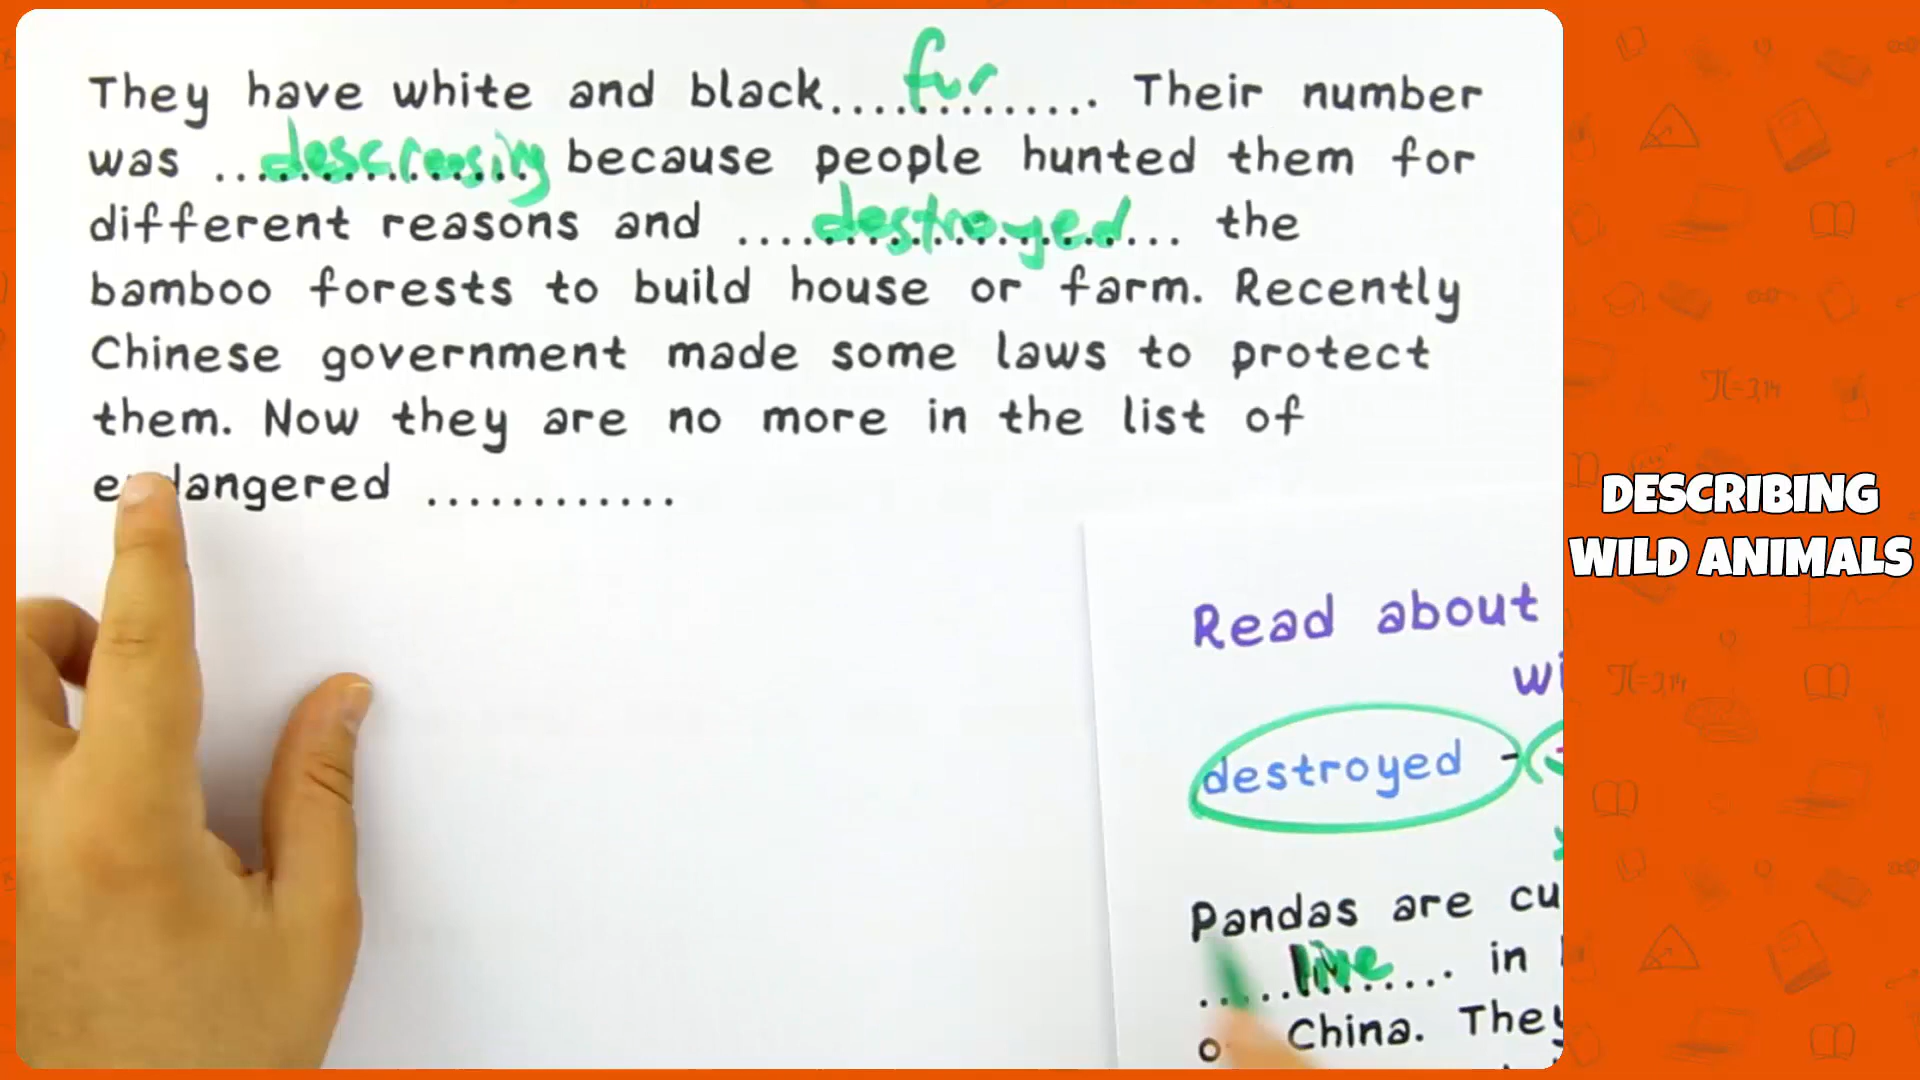 They have white and black.....fur....... Their number
was ...descreasing because people hunted them for
different reasons and ....destroyed... the
bamboo forests to build house or farm. Recently
Chinese government made some laws to protect
them. Now they are no more in the list of
endangered ............
DESCRIBING
WILD ANIMALS
Read about
destroyed -
Pandas are
.....live..... in
China. They